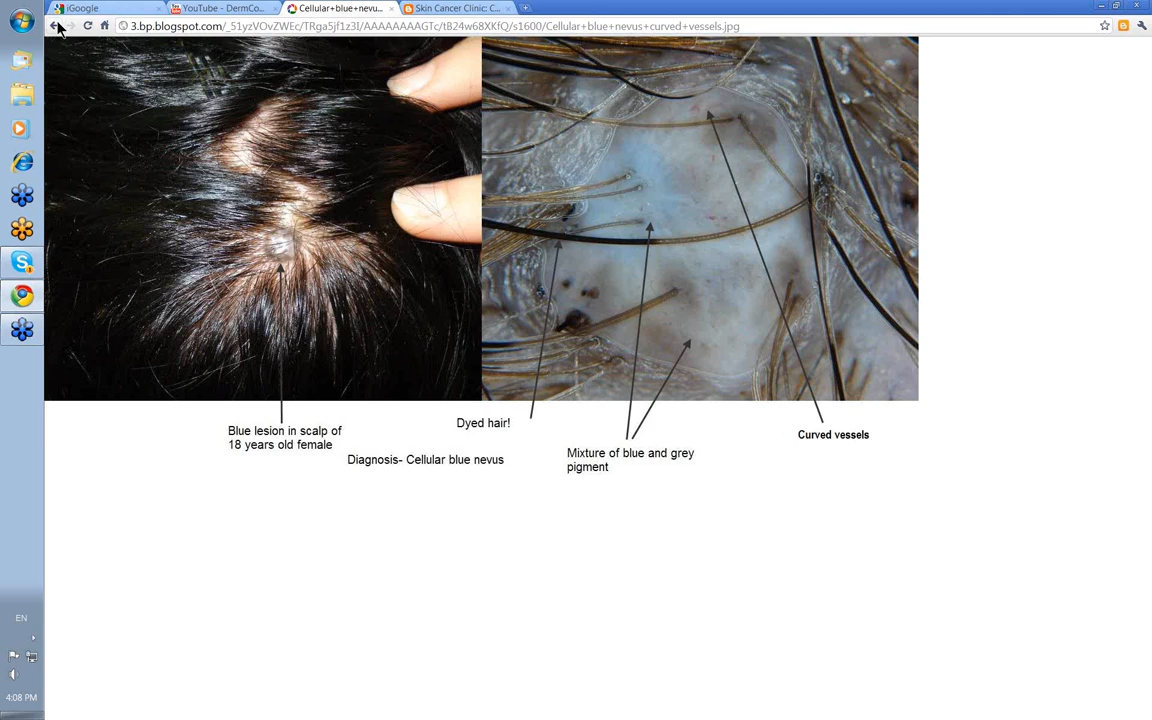 iGoogle
YouTube - DermCo...
Cellular+blue+nevu...
Skin Cancer Clinic: C...
3.bp.blogspot.com/_51yzVOvZWEc/TRga5jf1z3I/AAAAAAAAGTc/tB24w68XKfQ/s1600/Cellular+blue+nevus+curved+vessels.jpg
Blue lesion in scalp of
18 years old female
Diagnosis- Cellular blue nevus
Dyed hair!
Mixture of blue and grey
pigment
Curved vessels
EN
4:08 PM